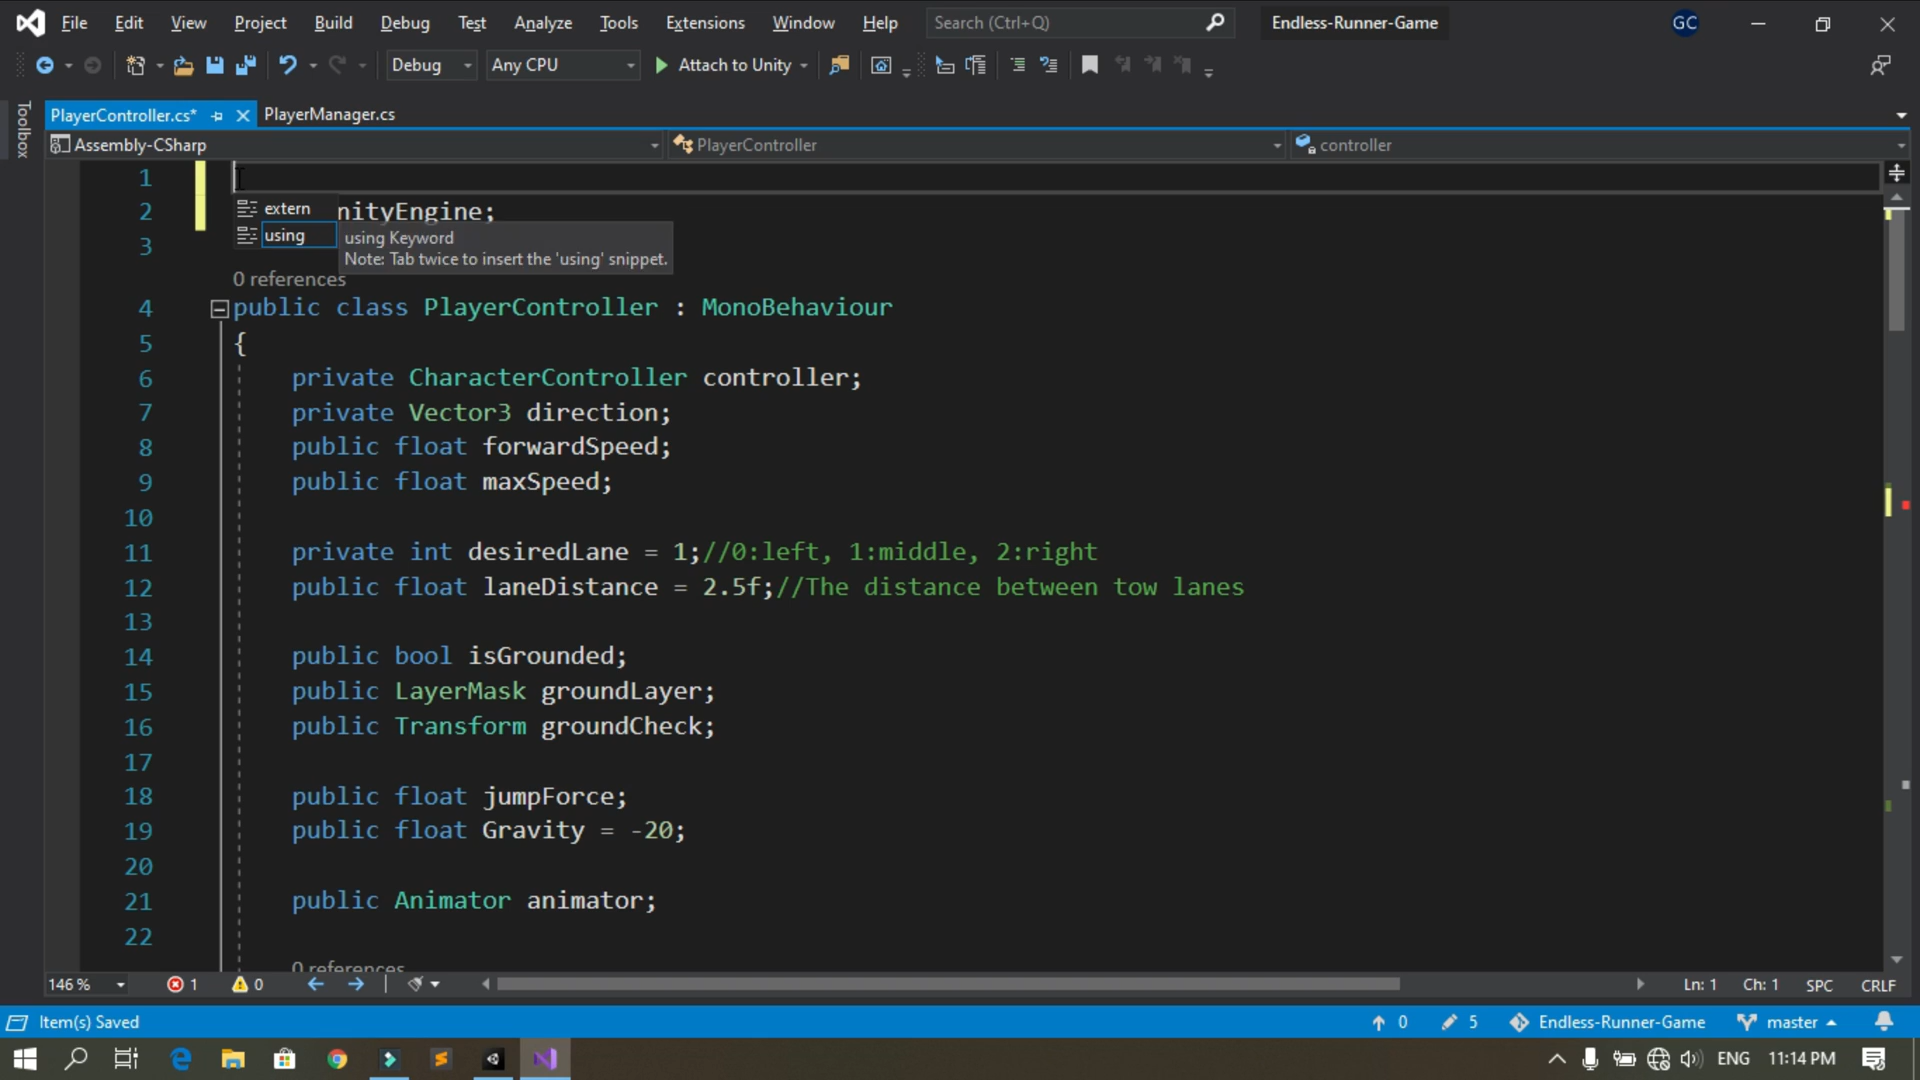 File Edit View Project Build Debug Test Analyze Tools Extensions Window Help Search (Ctrl+Q) Endless-Runner-Game GC
Debug Any CPU Attach to Unity
Toolbox
PlayerController.cs* PlayerManager.cs
Assembly-CSharp PlayerController controller
1
2 nityEngine;
extern
using
using Keyword
Note: Tab twice to insert the 'using' snippet.
3
0 references
4 public class PlayerController : MonoBehaviour
5 {
6 private CharacterController controller;
7 private Vector3 direction;
8 public float forwardSpeed;
9 public float maxSpeed;
10
11 private int desiredLane = 1;//0:left, 1:middle, 2:right
12 public float laneDistance = 2.5f;//The distance between tow lanes
13
14 public bool isGrounded;
15 public LayerMask groundLayer;
16 public Transform groundCheck;
17
18 public float jumpForce;
19 public float Gravity = -20;
20
21 public Animator animator;
22
0 references
146 % 1 0 Ln: 1 Ch: 1 SPC CRLF
Item(s) Saved 0 5 Endless-Runner-Game master
ENG 11:14 PM